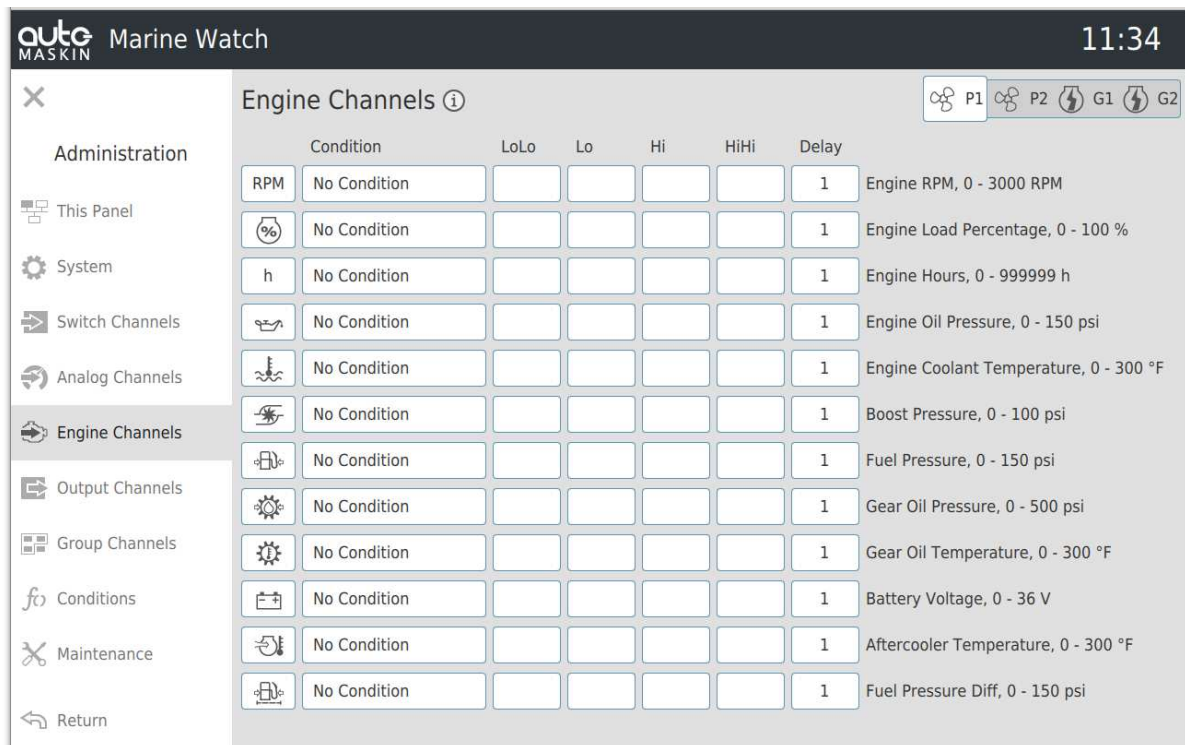 auto
MASKIN
Marine Watch
11:34
Engine Channels
P1 P2 G1 G2
Administration
This Panel
System
Switch Channels
Analog Channels
Engine Channels
Output Channels
Group Channels
f() Conditions
Maintenance
Return
Condition LoLo Lo Hi HiHi Delay
RPM No Condition 1 Engine RPM, 0 - 3000 RPM
% No Condition 1 Engine Load Percentage, 0 - 100 %
h No Condition 1 Engine Hours, 0 - 999999 h
No Condition 1 Engine Oil Pressure, 0 - 150 psi
No Condition 1 Engine Coolant Temperature, 0 - 300 °F
No Condition 1 Boost Pressure, 0 - 100 psi
No Condition 1 Fuel Pressure, 0 - 150 psi
No Condition 1 Gear Oil Pressure, 0 - 500 psi
No Condition 1 Gear Oil Temperature, 0 - 300 °F
No Condition 1 Battery Voltage, 0 - 36 V
No Condition 1 Aftercooler Temperature, 0 - 300 °F
No Condition 1 Fuel Pressure Diff, 0 - 150 psi